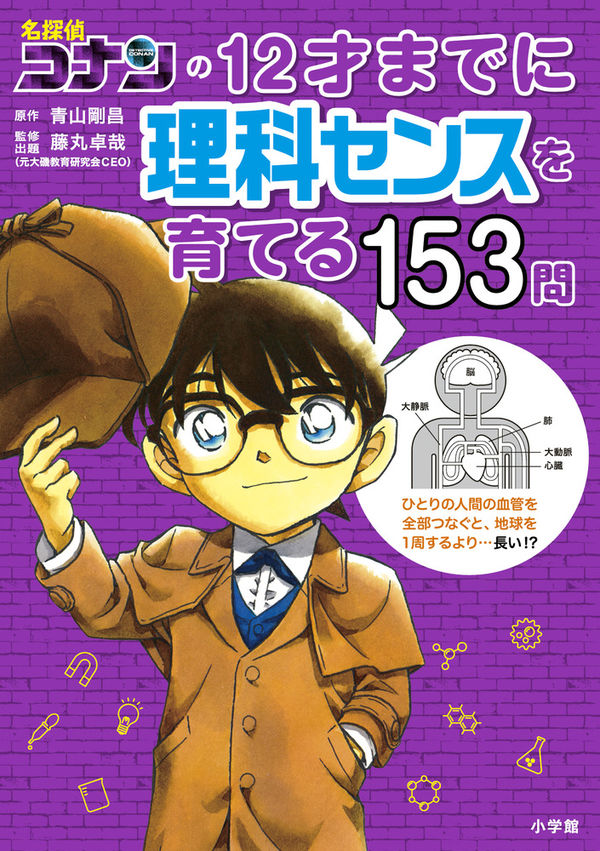 名探偵
コナン
DETECTIVE CONAN
の12才までに
原作 青山剛昌
監修 出題 藤丸卓哉
(元大磯教育研究会CEO)
理科センスを
育てる153問
脳
大静脈
肺
大動脈
心臓
ひとりの人間の血管を
全部つなぐと、地球を
1周するより…長い!?
小学館